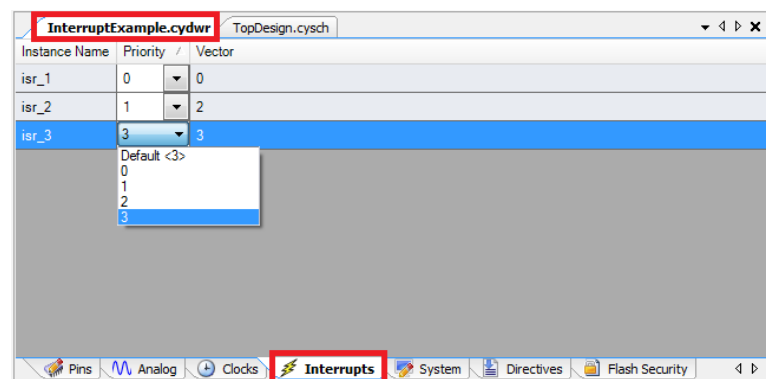 InterruptExample.cydwr TopDesign.cysch
Instance Name Priority / Vector
isr_1 0 0
isr_2 1 2
isr_3 3 3
Default <3>
0
1
2
3
Pins Analog Clocks Interrupts System Directives Flash Security